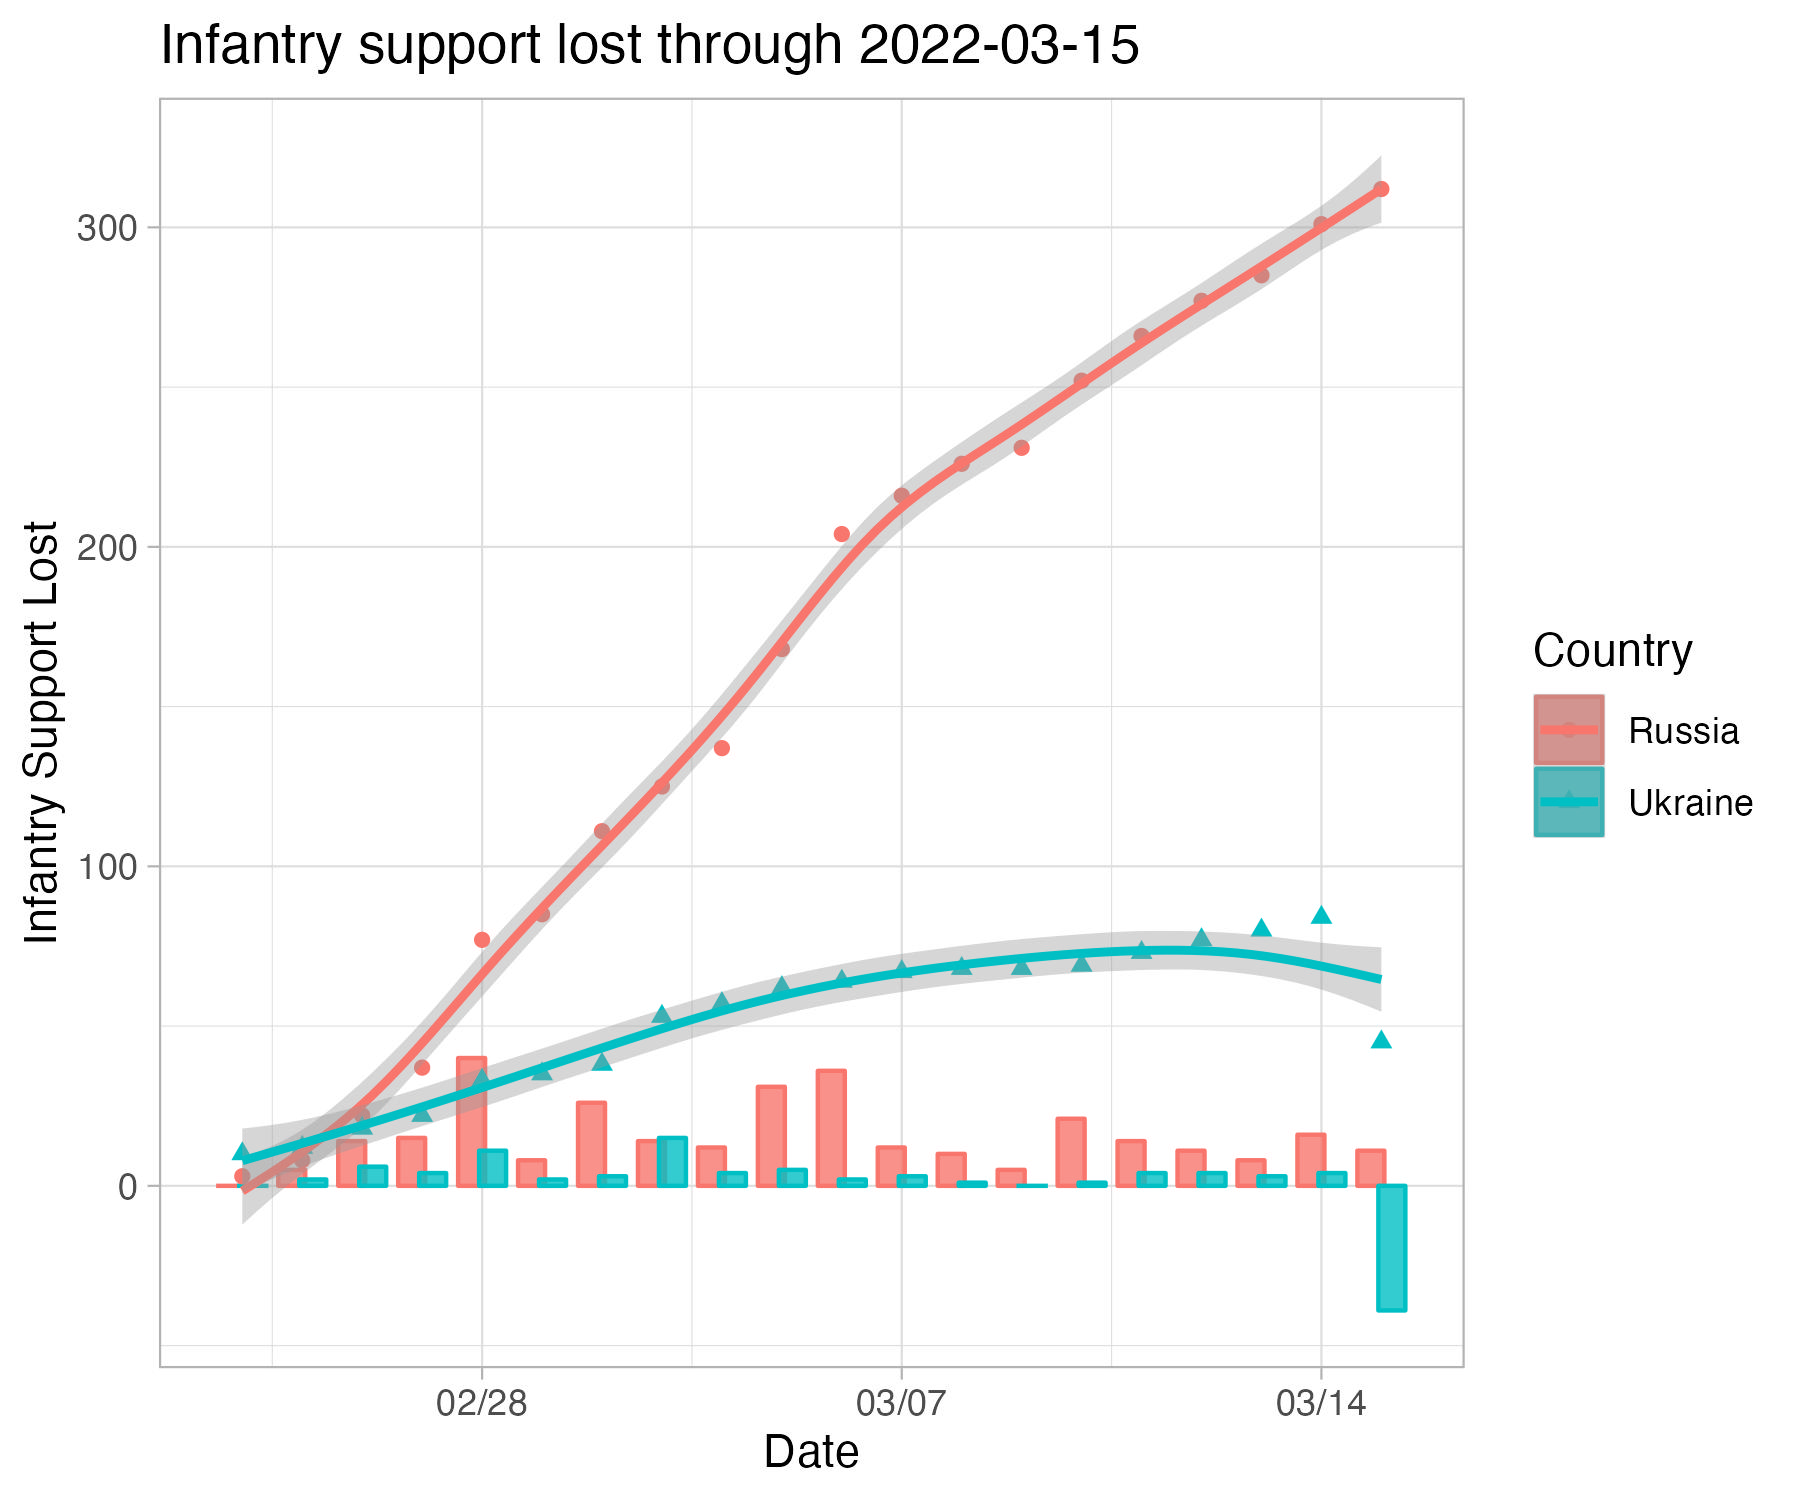 Infantry support lost through 2022-03-15
Infantry Support Lost
300
200
100
0
02/28
03/07
03/14
Date
Country
Russia
Ukraine